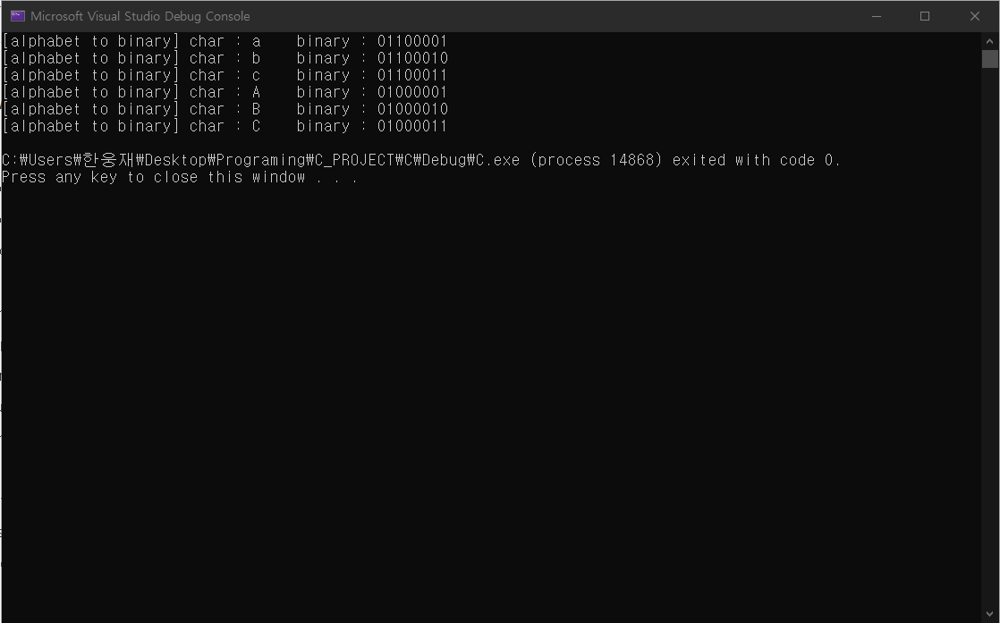 Microsoft Visual Studio Debug Console
[alphabet to binary] char : a    binary : 01100001
[alphabet to binary] char : b    binary : 01100010
[alphabet to binary] char : c    binary : 01100011
[alphabet to binary] char : A    binary : 01000001
[alphabet to binary] char : B    binary : 01000010
[alphabet to binary] char : C    binary : 01000011
C:₩Users₩한웅재₩Desktop₩Programing₩C_PROJECT₩C₩Debug₩C.exe (process 14868) exited with code 0.
Press any key to close this window . . .